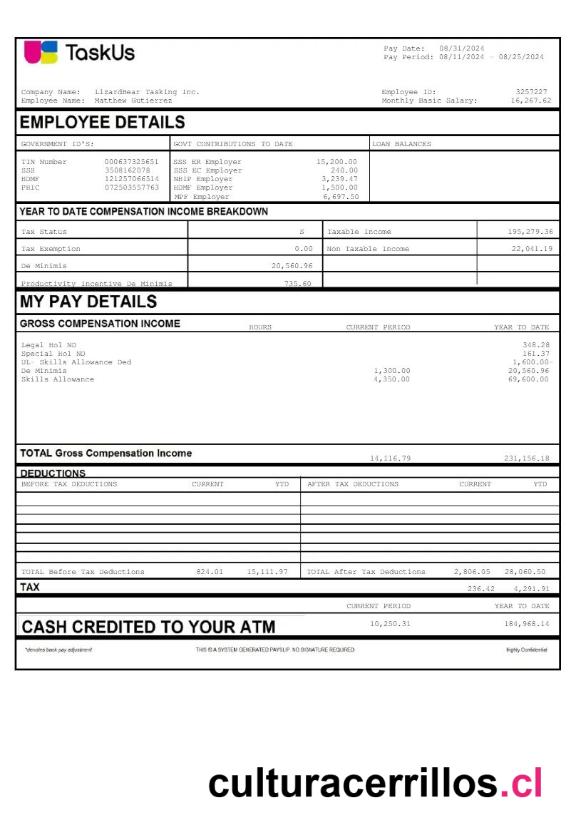 TaskUs
Pay Date: 08/31/2024
Pay Period: 08/11/2024 - 08/25/2024
Company Name: Lizardbear Tasking Inc. Employee ID: 3257227
Employee Name: Matthew Gutierrez Monthly Basic Salary: 16,267.62
EMPLOYEE DETAILS
GOVERNMENT ID'S: GOVT CONTRIBUTIONS TO DATE LOAN BALANCES
TIN Number 000637325651 SSS ER Employer 15,200.00
SSS 3508162078 SSS EC Employer 240.00
HDMF 121257066514 NHIP Employer 3,239.47
PHIC 072503557763 HDMF Employer 1,500.00
MPF Employer 6,697.50
YEAR TO DATE COMPENSATION INCOME BREAKDOWN
Tax Status S Taxable Income 195,279.36
Tax Exemption 0.00 Non Taxable Income 22,041.19
De Minimis 20,560.96
Productivity Incentive De Minimis 735.60
MY PAY DETAILS
GROSS COMPENSATION INCOME HOURS CURRENT PERIOD YEAR TO DATE
Legal Hol ND 348.28
Special Hol ND 161.37
UL- Skills Allowance Ded 1,600.00-
De Minimis 1,300.00 20,560.96
Skills Allowance 4,350.00 69,600.00
TOTAL Gross Compensation Income 14,116.79 231,156.18
DEDUCTIONS
BEFORE TAX DEDUCTIONS CURRENT YTD AFTER TAX DEDUCTIONS CURRENT YTD
TOTAL Before Tax Deductions 824.01 15,111.97 TOTAL After Tax Deductions 2,806.05 28,060.50
TAX 236.42 4,291.91
CURRENT PERIOD YEAR TO DATE
CASH CREDITED TO YOUR ATM 10,250.31 184,968.14
*denotes back pay adjustment THIS IS A SYSTEM GENERATED PAYSLIP. NO SIGNATURE REQUIRED Highly Confidential
culturacerrillos.cl